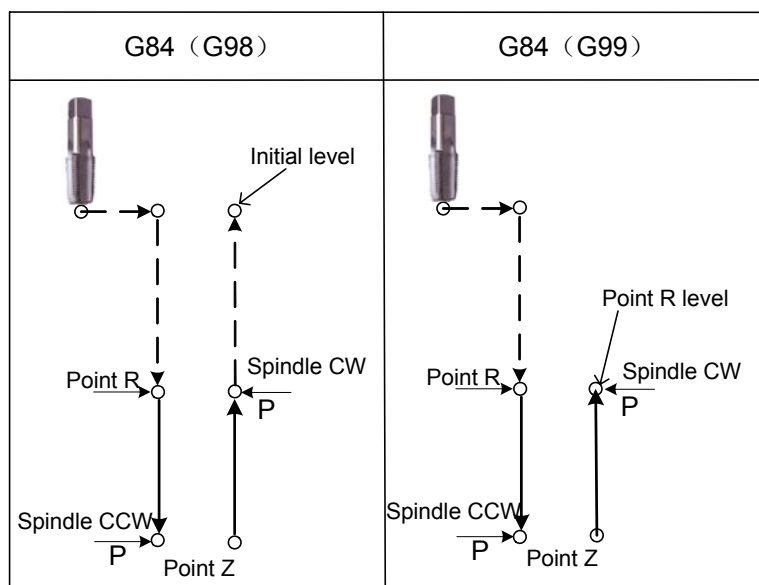 G84（G98）
G84（G99）
Initial level
Point R
Spindle CW
P
Spindle CCW
P
Point Z
Point R level
Point R
Spindle CW
P
Spindle CCW
P
Point Z